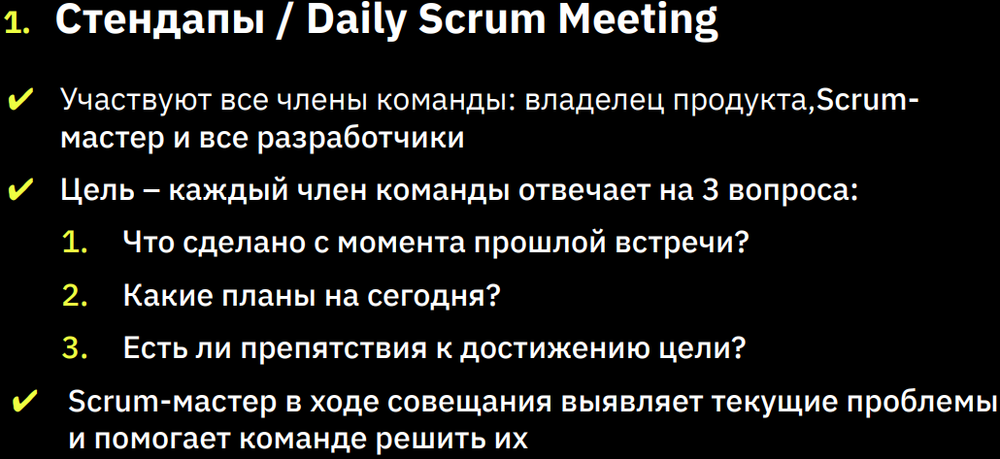 1. Стендапы / Daily Scrum Meeting
✔ Участвуют все члены команды: владелец продукта,Scrum-
мастер и все разработчики
✔ Цель – каждый член команды отвечает на 3 вопроса:
1. Что сделано с момента прошлой встречи?
2. Какие планы на сегодня?
3. Есть ли препятствия к достижению цели?
✔ Scrum-мастер в ходе совещания выявляет текущие проблемы
и помогает команде решить их